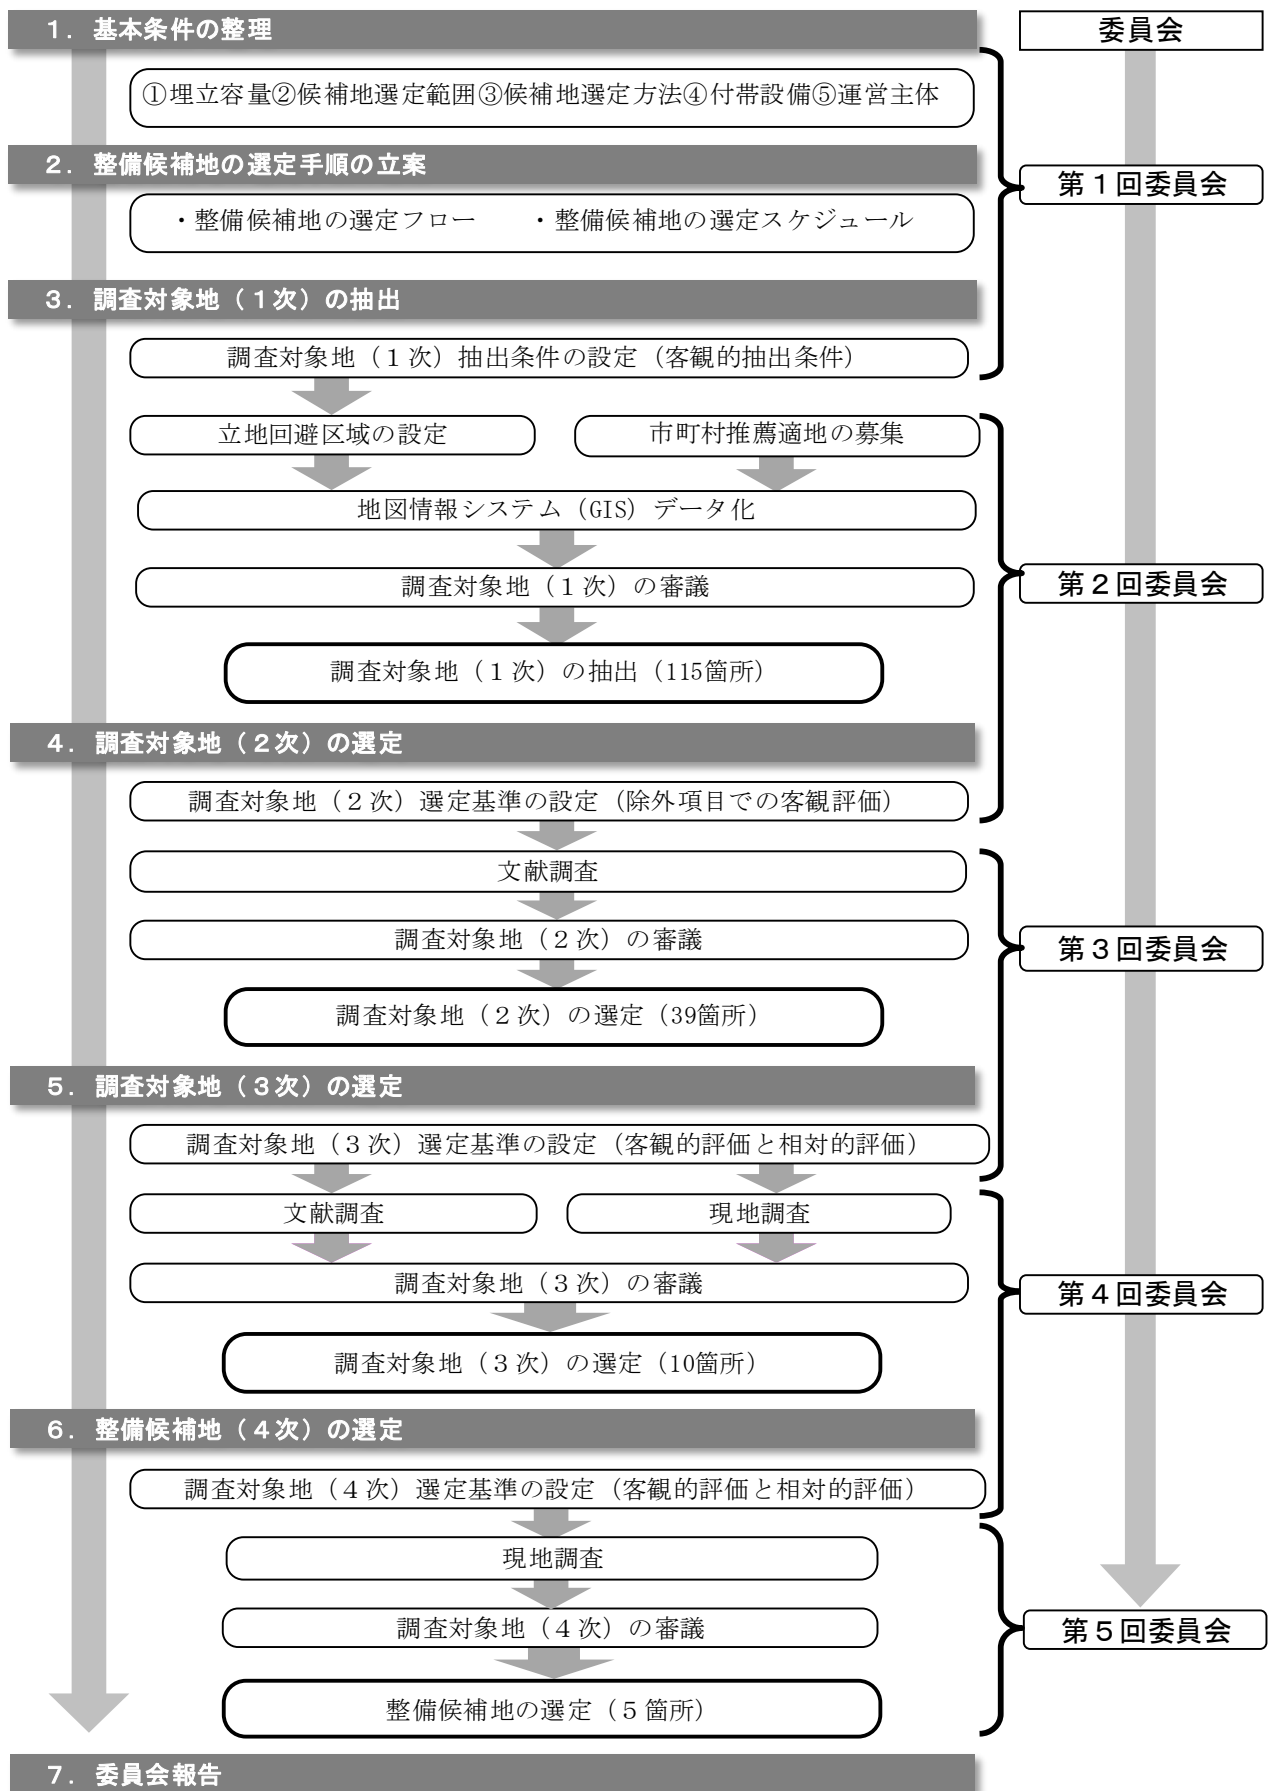 １．基本条件の整理
委員会
①埋立容量②候補地選定範囲③候補地選定方法④付帯設備⑤運営主体
２．整備候補地の選定手順の立案
第１回委員会
・整備候補地の選定フロー　　・整備候補地の選定スケジュール
３．調査対象地（１次）の抽出
調査対象地（１次）抽出条件の設定（客観的抽出条件）
立地回避区域の設定
市町村推薦適地の募集
地図情報システム（GIS）データ化
調査対象地（１次）の審議
第２回委員会
調査対象地（１次）の抽出（115箇所）
４．調査対象地（２次）の選定
調査対象地（２次）選定基準の設定（除外項目での客観評価）
文献調査
調査対象地（２次）の審議
第３回委員会
調査対象地（２次）の選定（39箇所）
５．調査対象地（３次）の選定
調査対象地（３次）選定基準の設定（客観的評価と相対的評価）
文献調査
現地調査
調査対象地（３次）の審議
第４回委員会
調査対象地（３次）の選定（10箇所）
６．整備候補地（４次）の選定
調査対象地（４次）選定基準の設定（客観的評価と相対的評価）
現地調査
調査対象地（４次）の審議
第５回委員会
整備候補地の選定（５箇所）
７．委員会報告